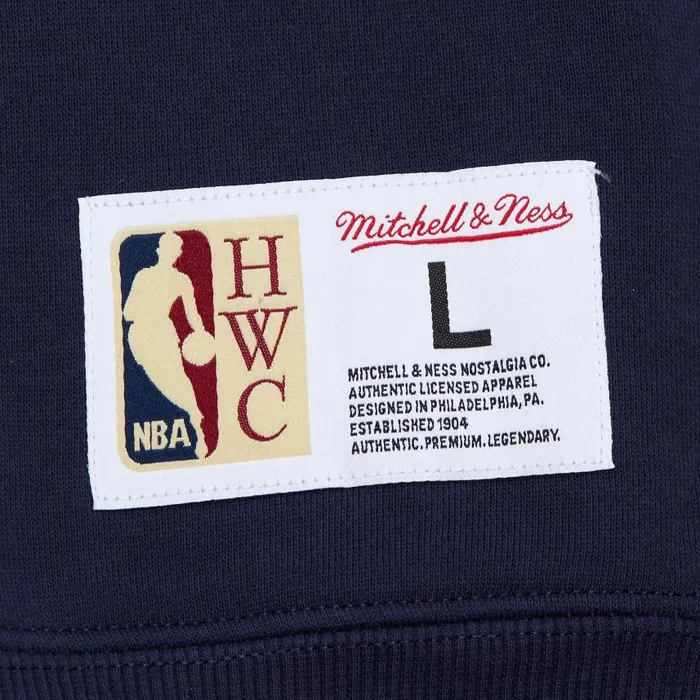 NBA
H
W
C
Mitchell & Ness
L
MITCHELL & NESS NOSTALGIA CO.
AUTHENTIC LICENSED APPAREL
DESIGNED IN PHILADELPHIA, PA.
ESTABLISHED 1904
AUTHENTIC. PREMIUM. LEGENDARY.